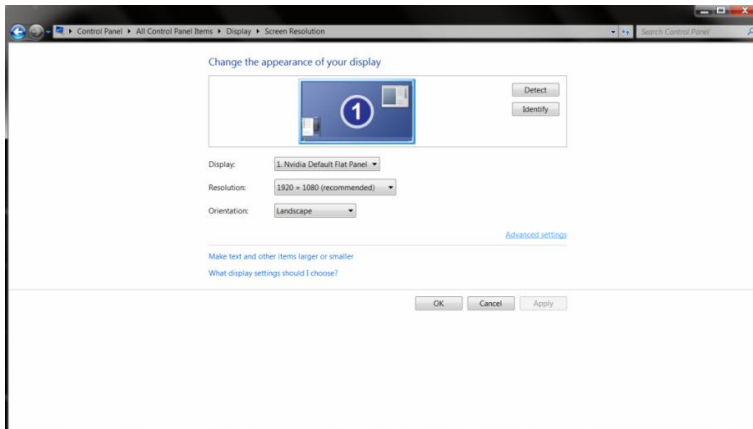 Control Panel ▸ All Control Panel Items ▸ Display ▸ Screen Resolution
Search Control Panel
Change the appearance of your display
1
Detect
Identify
Display: 1. Nvidia Default Flat Panel
Resolution: 1920 × 1080 (recommended)
Orientation: Landscape
Advanced settings
Make text and other items larger or smaller
What display settings should I choose?
OK Cancel Apply